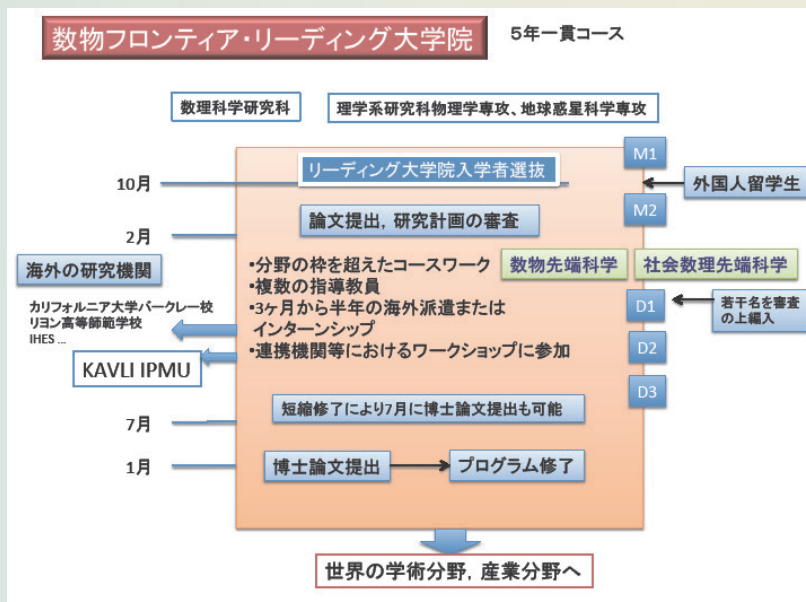 数物フロンティア・リーディング大学院
5年一貫コース
数理科学研究科
理学系研究科物理学専攻、地球惑星科学専攻
M1
リーディング大学院入学者選抜
10月
外国人留学生
M2
論文提出，研究計画の審査
2月
海外の研究機関
•分野の枠を超えたコースワーク
数物先端科学
社会数理先端科学
•複数の指導教員
カリフォルニア大学バークレー校
リヨン高等師範学校
IHES ...
•3ヶ月から半年の海外派遣または
インターンシップ
D1
若干名を審査
の上編入
•連携機関等におけるワークショップに参加
D2
KAVLI IPMU
D3
短縮修了により7月に博士論文提出も可能
7月
1月
博士論文提出
プログラム修了
世界の学術分野，産業分野へ